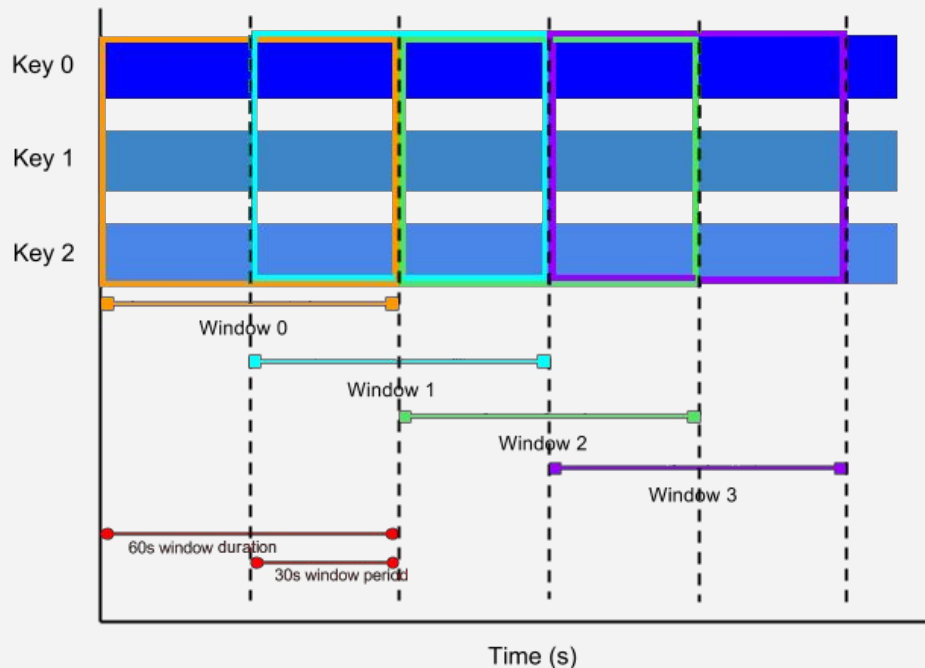 Key 0
Key 1
Key 2
Window 0
Window 1
Window 2
Window 3
60s window duration
30s window period
Time (s)